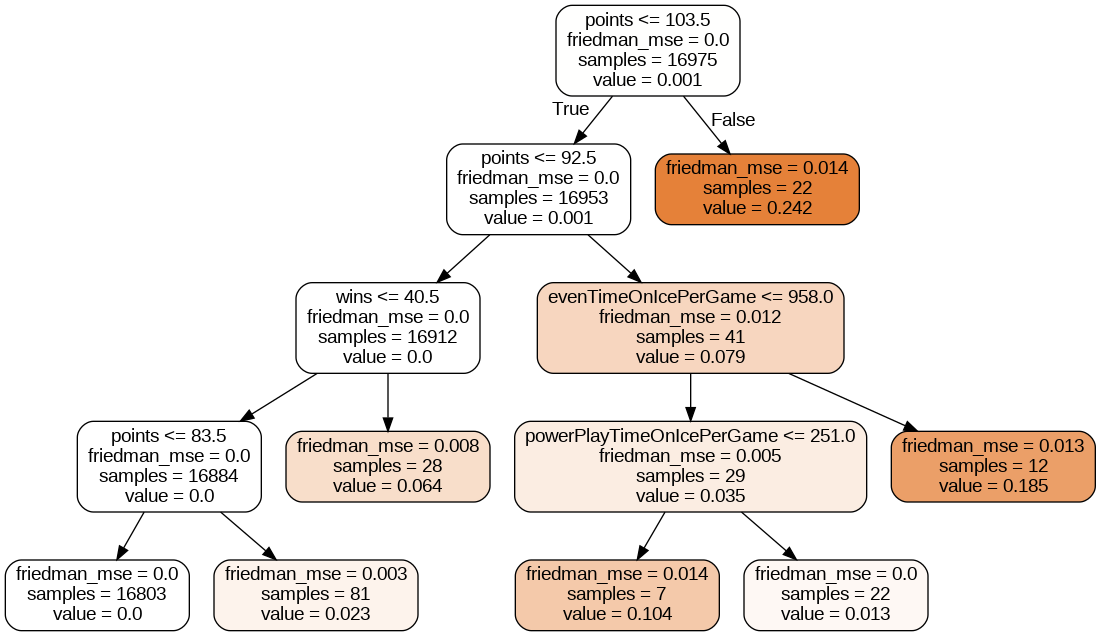 points <= 103.5
friedman_mse = 0.0
samples = 16975
value = 0.001
True
False
points <= 92.5
friedman_mse = 0.0
samples = 16953
value = 0.001
friedman_mse = 0.014
samples = 22
value = 0.242
wins <= 40.5
friedman_mse = 0.0
samples = 16912
value = 0.0
evenTimeOnIcePerGame <= 958.0
friedman_mse = 0.012
samples = 41
value = 0.079
points <= 83.5
friedman_mse = 0.0
samples = 16884
value = 0.0
friedman_mse = 0.008
samples = 28
value = 0.064
powerPlayTimeOnIcePerGame <= 251.0
friedman_mse = 0.005
samples = 29
value = 0.035
friedman_mse = 0.013
samples = 12
value = 0.185
friedman_mse = 0.0
samples = 16803
value = 0.0
friedman_mse = 0.003
samples = 81
value = 0.023
friedman_mse = 0.014
samples = 7
value = 0.104
friedman_mse = 0.0
samples = 22
value = 0.013